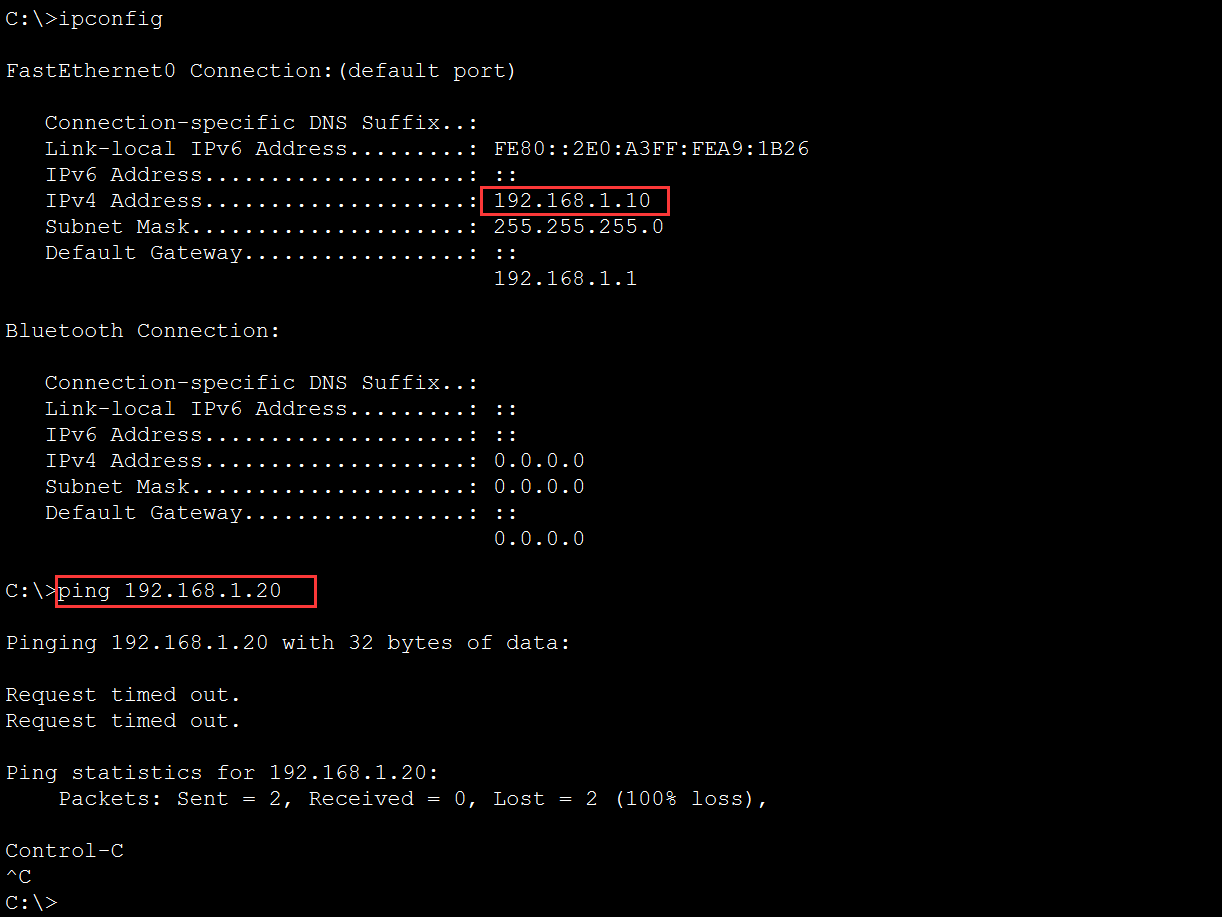 C:\>ipconfig
FastEthernet0 Connection:(default port)
Connection-specific DNS Suffix..:
Link-local IPv6 Address.........: FE80::2E0:A3FF:FEA9:1B26
IPv6 Address....................: ::
IPv4 Address....................: 192.168.1.10
Subnet Mask.....................: 255.255.255.0
Default Gateway.................: ::
192.168.1.1
Bluetooth Connection:
Connection-specific DNS Suffix..:
Link-local IPv6 Address.........: ::
IPv6 Address....................: ::
IPv4 Address....................: 0.0.0.0
Subnet Mask.....................: 0.0.0.0
Default Gateway.................: ::
0.0.0.0
C:\>ping 192.168.1.20
Pinging 192.168.1.20 with 32 bytes of data:
Request timed out.
Request timed out.
Ping statistics for 192.168.1.20:
Packets: Sent = 2, Received = 0, Lost = 2 (100% loss),
Control-C
^C
C:\>